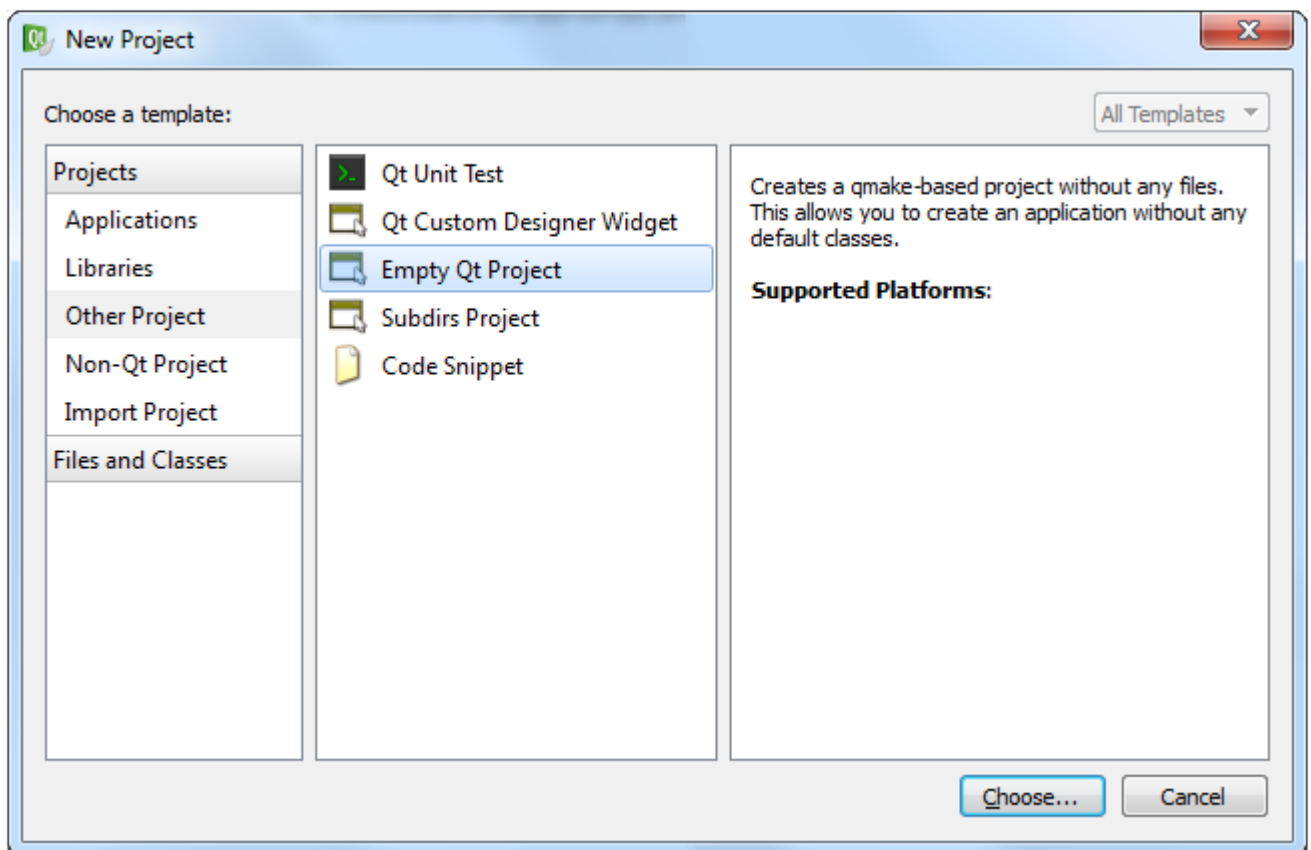 New Project
Choose a template:
All Templates
Projects
Applications
Libraries
Other Project
Non-Qt Project
Import Project
Files and Classes
Qt Unit Test
Qt Custom Designer Widget
Empty Qt Project
Subdirs Project
Code Snippet
Creates a qmake-based project without any files.
This allows you to create an application without any
default classes.
Supported Platforms:
Choose...
Cancel